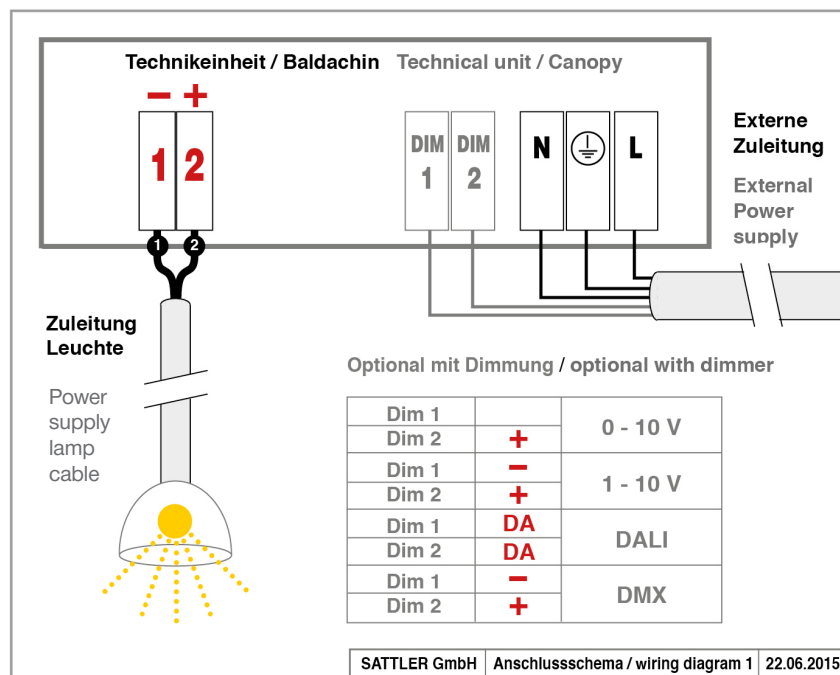 Technikeinheit / Baldachin Technical unit / Canopy
− +
1 2
DIM 1
DIM 2
N
L
1 2
Externe
Zuleitung
External
Power
supply
Zuleitung
Leuchte
Power
supply
lamp
cable
Optional mit Dimmung / optional with dimmer
Dim 1
Dim 2 + 0 - 10 V
Dim 1 −
Dim 2 + 1 - 10 V
Dim 1 DA
Dim 2 DA DALI
Dim 1 −
Dim 2 + DMX
SATTLER GmbH Anschlussschema / wiring diagram 1 22.06.2015